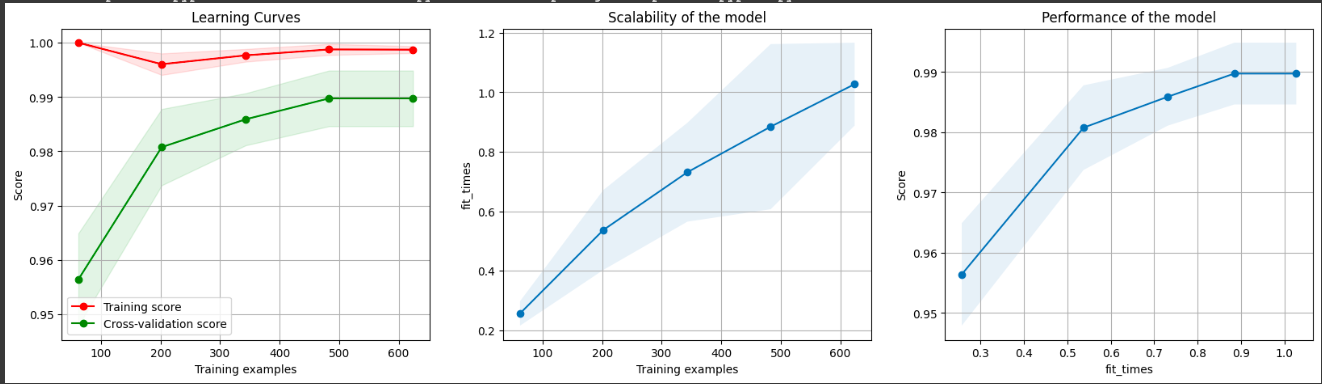 Learning Curves
1.00
0.99
0.98
0.97
0.96
0.95
Score
Training score
Cross-validation score
100 200 300 400 500 600
Training examples
Scalability of the model
1.2
1.0
0.8
0.6
0.4
0.2
fit_times
100 200 300 400 500 600
Training examples
Performance of the model
0.99
0.98
0.97
0.96
0.95
Score
0.3 0.4 0.5 0.6 0.7 0.8 0.9 1.0
fit_times